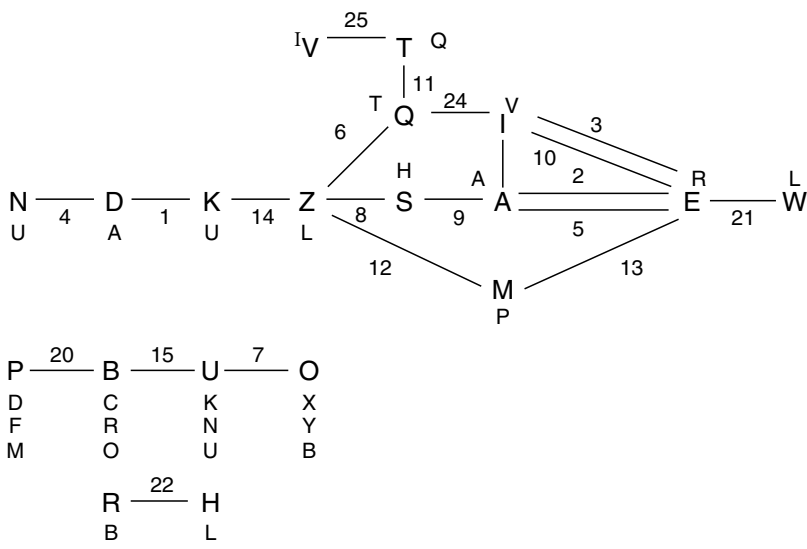 25
I V T Q
11
T Q 24 I V
6 3
H 10
A 2 R L
N 4 D 1 K 14 Z 8 S 9 A E 21 W
U A U L 5
12 13
M
P
20 15 7
P B U O
D C K X
F R N Y
M O U B
22
R H
B L